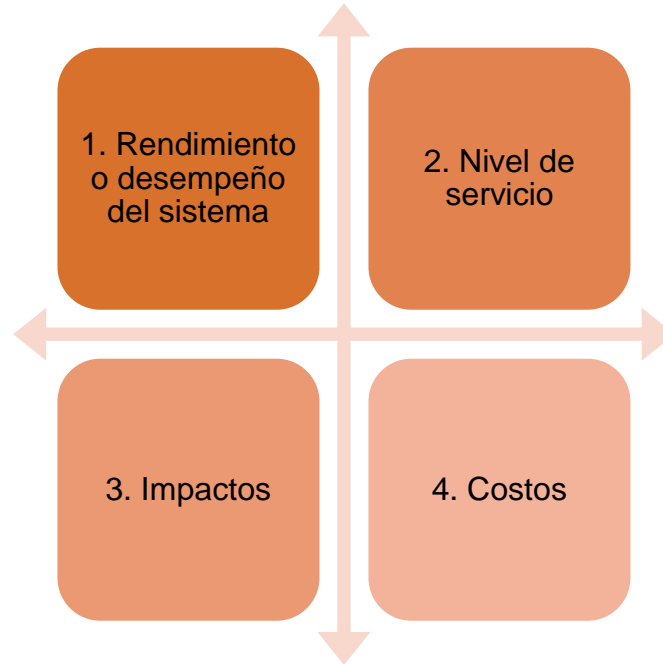 1. Rendimiento
o desempeño
del sistema
2. Nivel de
servicio
3. Impactos
4. Costos